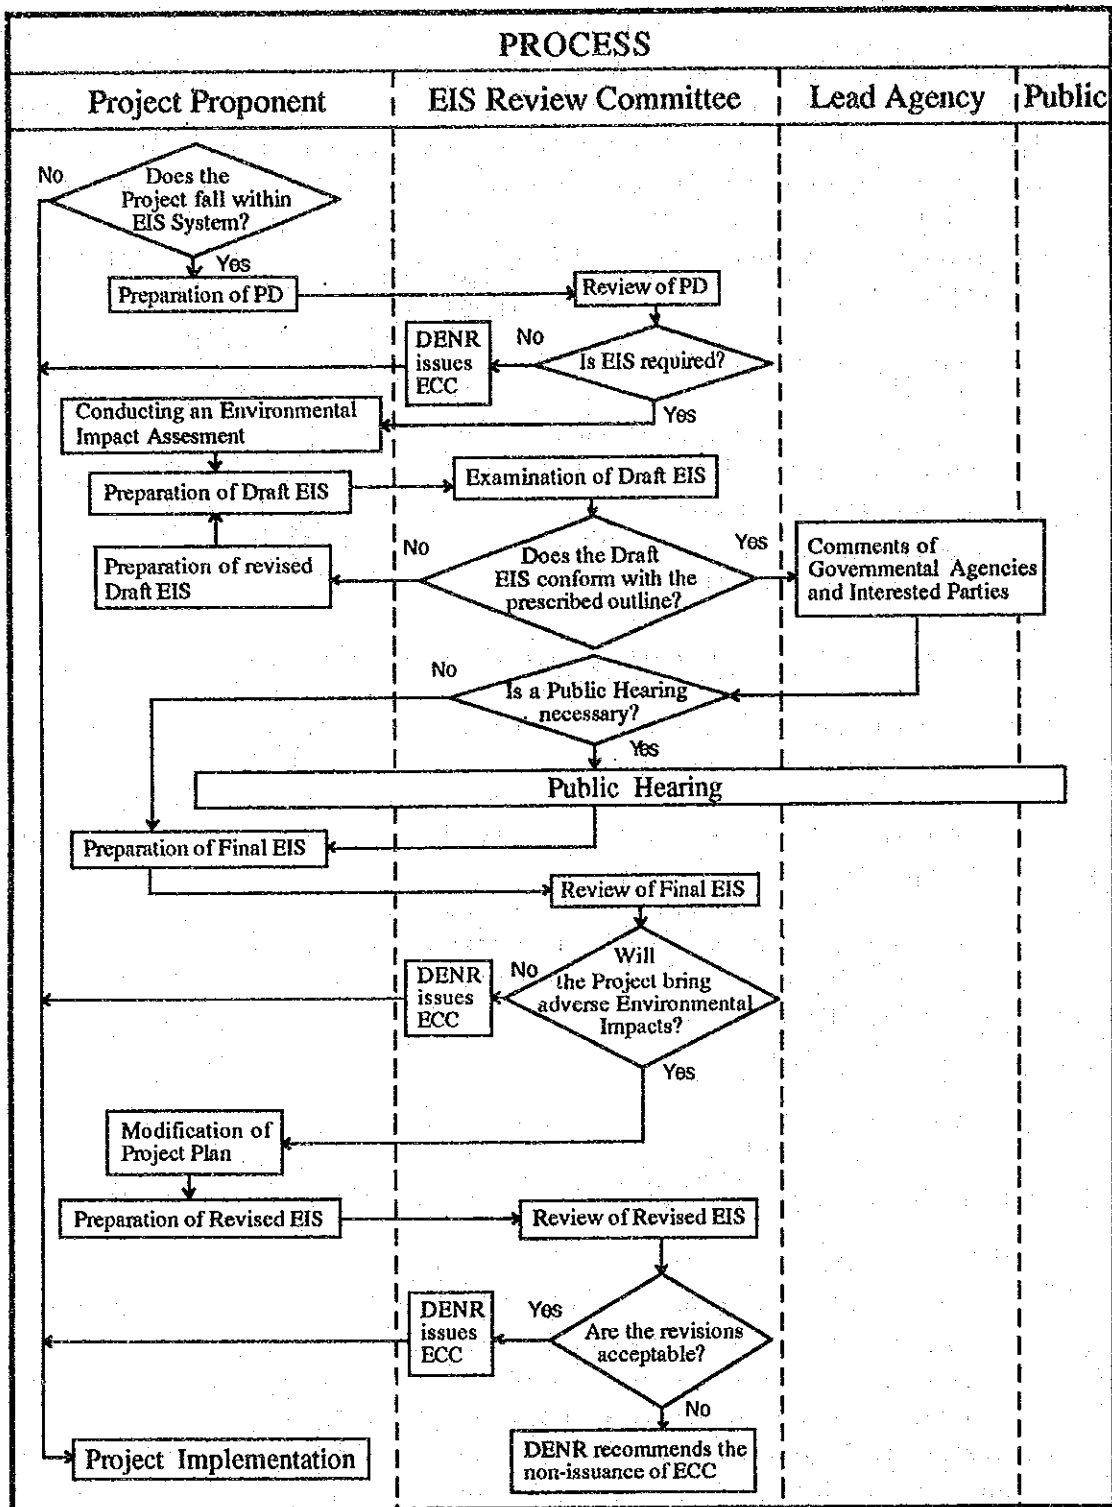 PROCESS
Project Proponent
EIS Review Committee
Lead Agency
Public
No
Does the
Project fall within
EIS System?
Yes
Preparation of PD
Review of PD
DENR
issues
ECC
No
Is EIS required?
Yes
Conducting an Environmental
Impact Assesment
Preparation of Draft EIS
Examination of Draft EIS
Preparation of revised
Draft EIS
No
Does the Draft
EIS conform with the
prescribed outline?
Yes
Comments of
Governmental Agencies
and Interested Parties
No
Is a Public Hearing
necessary?
Yes
Public Hearing
Preparation of Final EIS
Review of Final EIS
DENR
issues
ECC
No
Will
the Project bring
adverse Environmental
Impacts?
Yes
Modification of
Project Plan
Preparation of Revised EIS
Review of Revised EIS
DENR
issues
ECC
Yes
Are the revisions
acceptable?
No
Project Implementation
DENR recommends the
non-issuance of ECC